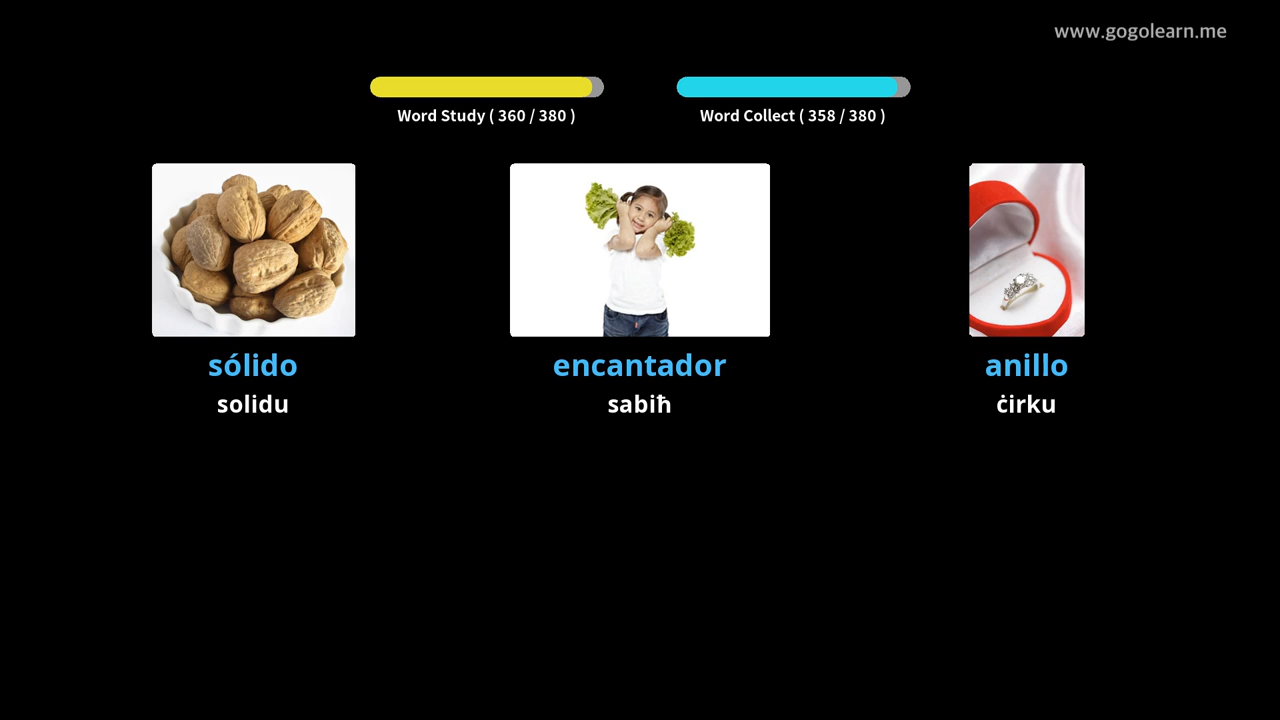 www.gogolearn.me
Word Study ( 360 / 380 )
Word Collect ( 358 / 380 )
sólido
encantador
anillo
solidu
sabiħ
ċirku